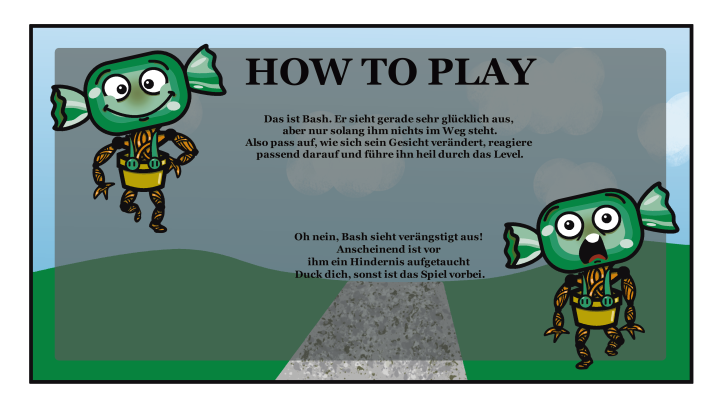 HOW TO PLAY
Das ist Bash. Er sieht gerade sehr glücklich aus,
aber nur solang ihm nichts im Weg steht.
Also pass auf, wie sich sein Gesicht verändert, reagiere
passend darauf und führe ihn heil durch das Level.
Oh nein, Bash sieht verängstigt aus!
Anscheinend ist vor
ihm ein Hindernis aufgetaucht
Duck dich, sonst ist das Spiel vorbei.